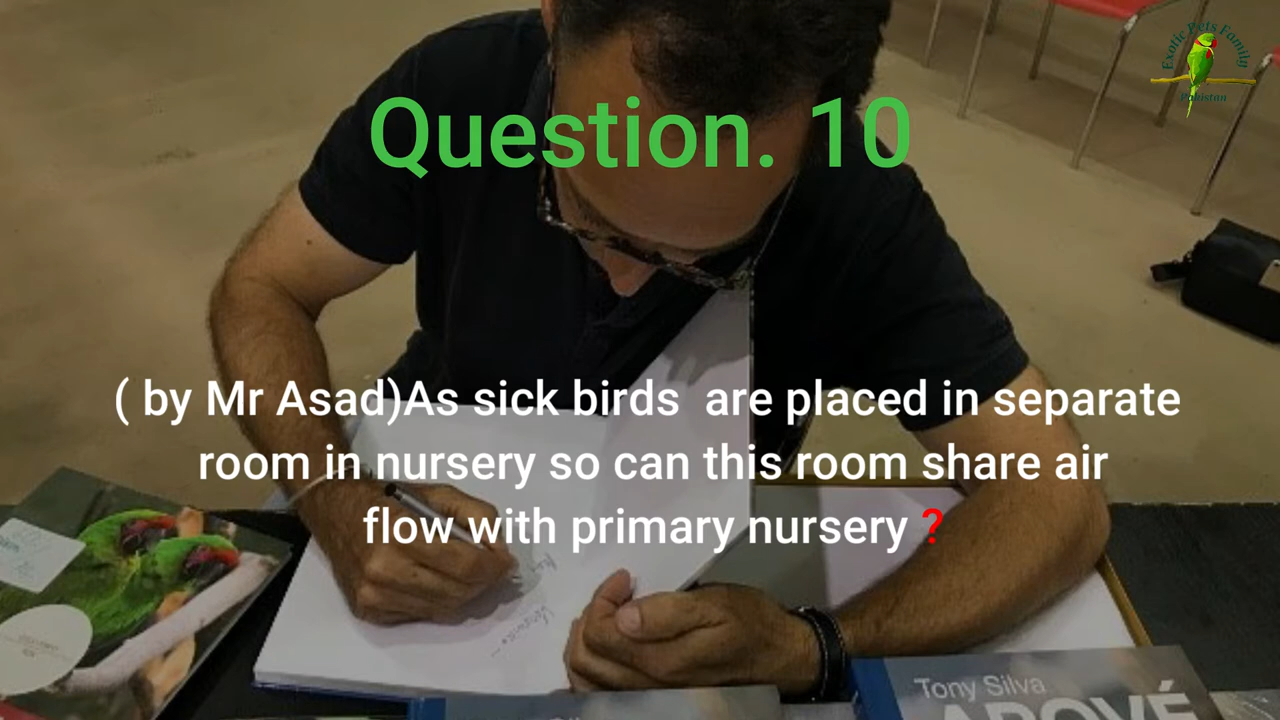 Exotic Pets Family
Pakistan
Question. 10
( by Mr Asad)As sick birds  are placed in separate
room in nursery so can this room share air
flow with primary nursery ?
Tony Silva